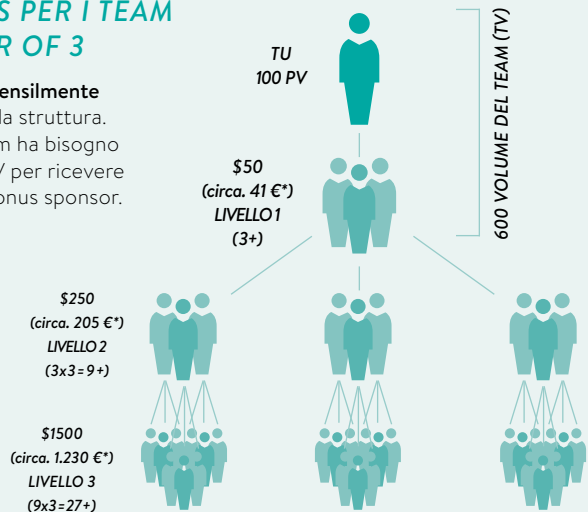 S PER I TEAM
R OF 3
ensilmente
la struttura.
m ha bisogno
V per ricevere
onus sponsor.
TU
100 PV
600 VOLUME DEL TEAM (TV)
$50
(circa. 41 €*)
LIVELLO 1
(3+)
$250
(circa. 205 €*)
LIVELLO 2
(3x3=9+)
$1500
(circa. 1.230 €*)
LIVELLO 3
(9x3=27+)